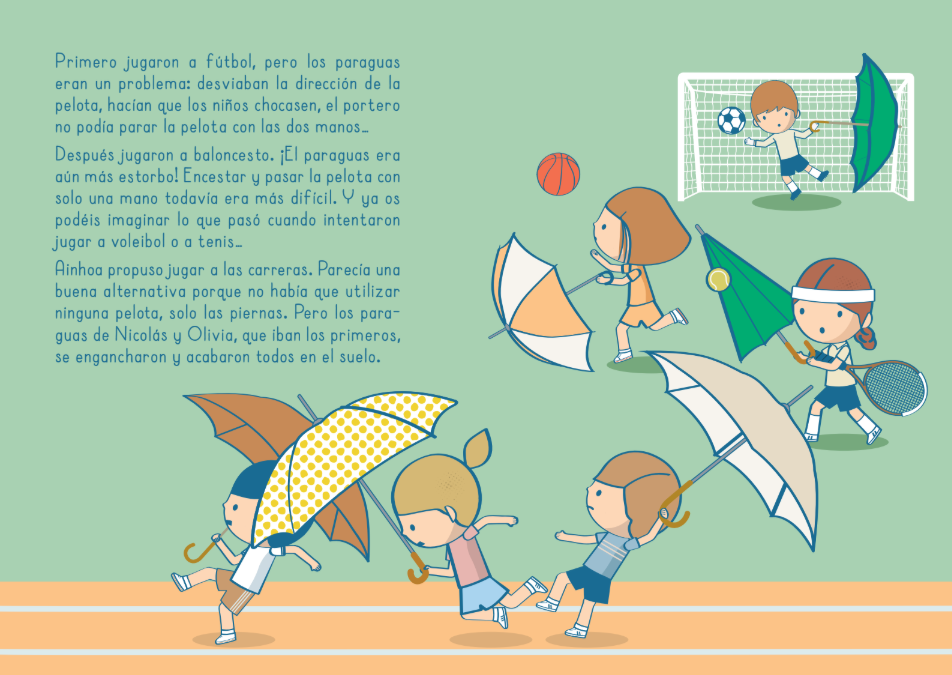 Primero jugaron a fútbol, pero los paraguas
eran un problema: desviaban la dirección de la
pelota, hacían que los niños chocasen, el portero
no podía parar la pelota con las dos manos...
Después jugaron a baloncesto. ¡El paraguas era
aún más estorbo! Encestar y pasar la pelota con
solo una mano todavía era más difícil. Y ya os
podéis imaginar lo que pasó cuando intentaron
jugar a voleibol o a tenis...
Ainhoa propuso jugar a las carreras. Parecía una
buena alternativa porque no había que utilizar
ninguna pelota, solo las piernas. Pero los para-
guas de Nicolás y Olivia, que iban los primeros,
se engancharon y acabaron todos en el suelo.